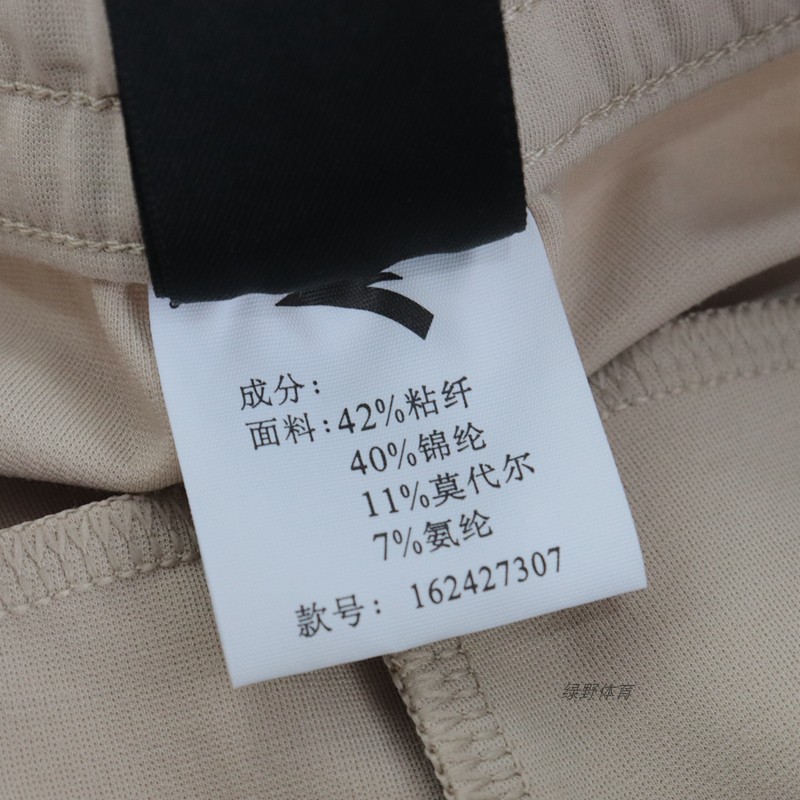 成分：
面料：42%粘纤
40%锦纶
11%莫代尔
7%氨纶
款号： 162427307
绿野体育